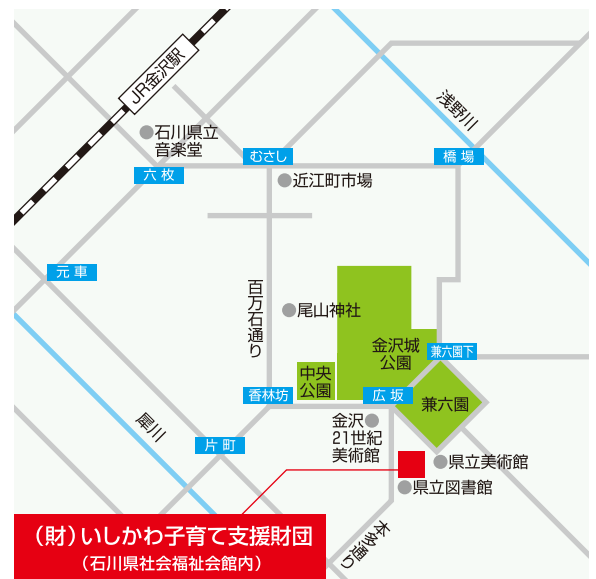 JR金沢駅
浅野川
石川県立
音楽堂
むさし
橋場
六枚
近江町市場
元車
百万石通り
尾山神社
金沢城
公園
兼六園下
中央
公園
香林坊
広坂
兼六園
犀川
片町
金沢
21世紀
美術館
県立美術館
県立図書館
本多通り
（財）いしかわ子育て支援財団
（石川県社会福祉会館内）